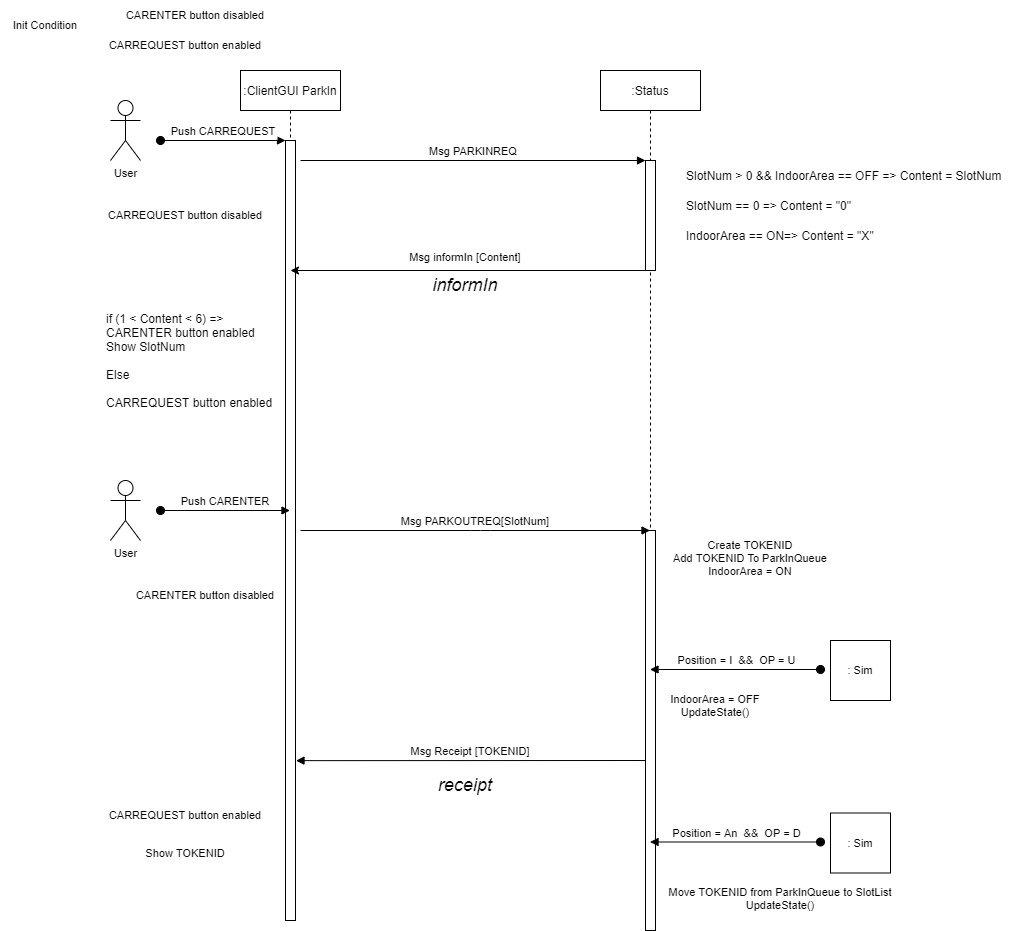 CARENTER button disabled
Init Condition
CARREQUEST button enabled
:ClientGUI ParkIn
:Status
Push CARREQUEST
Msg PARKINREQ
User
SlotNum > 0 && IndoorArea == OFF => Content = SlotNum
SlotNum == 0 => Content = "0"
CARREQUEST button disabled
IndoorArea == ON=> Content = "X"
Msg informIn [Content]
informIn
if (1 < Content < 6) =>
CARENTER button enabled
Show SlotNum
Else
CARREQUEST button enabled
Push CARENTER
Msg PARKOUTREQ[SlotNum]
User
Create TOKENID
Add TOKENID To ParkInQueue
IndoorArea = ON
CARENTER button disabled
Position = I && OP = U
: Sim
IndoorArea = OFF
UpdateState()
Msg Receipt [TOKENID]
receipt
CARREQUEST button enabled
Position = An && OP = D
: Sim
Show TOKENID
Move TOKENID from ParkInQueue to SlotList
UpdateState()